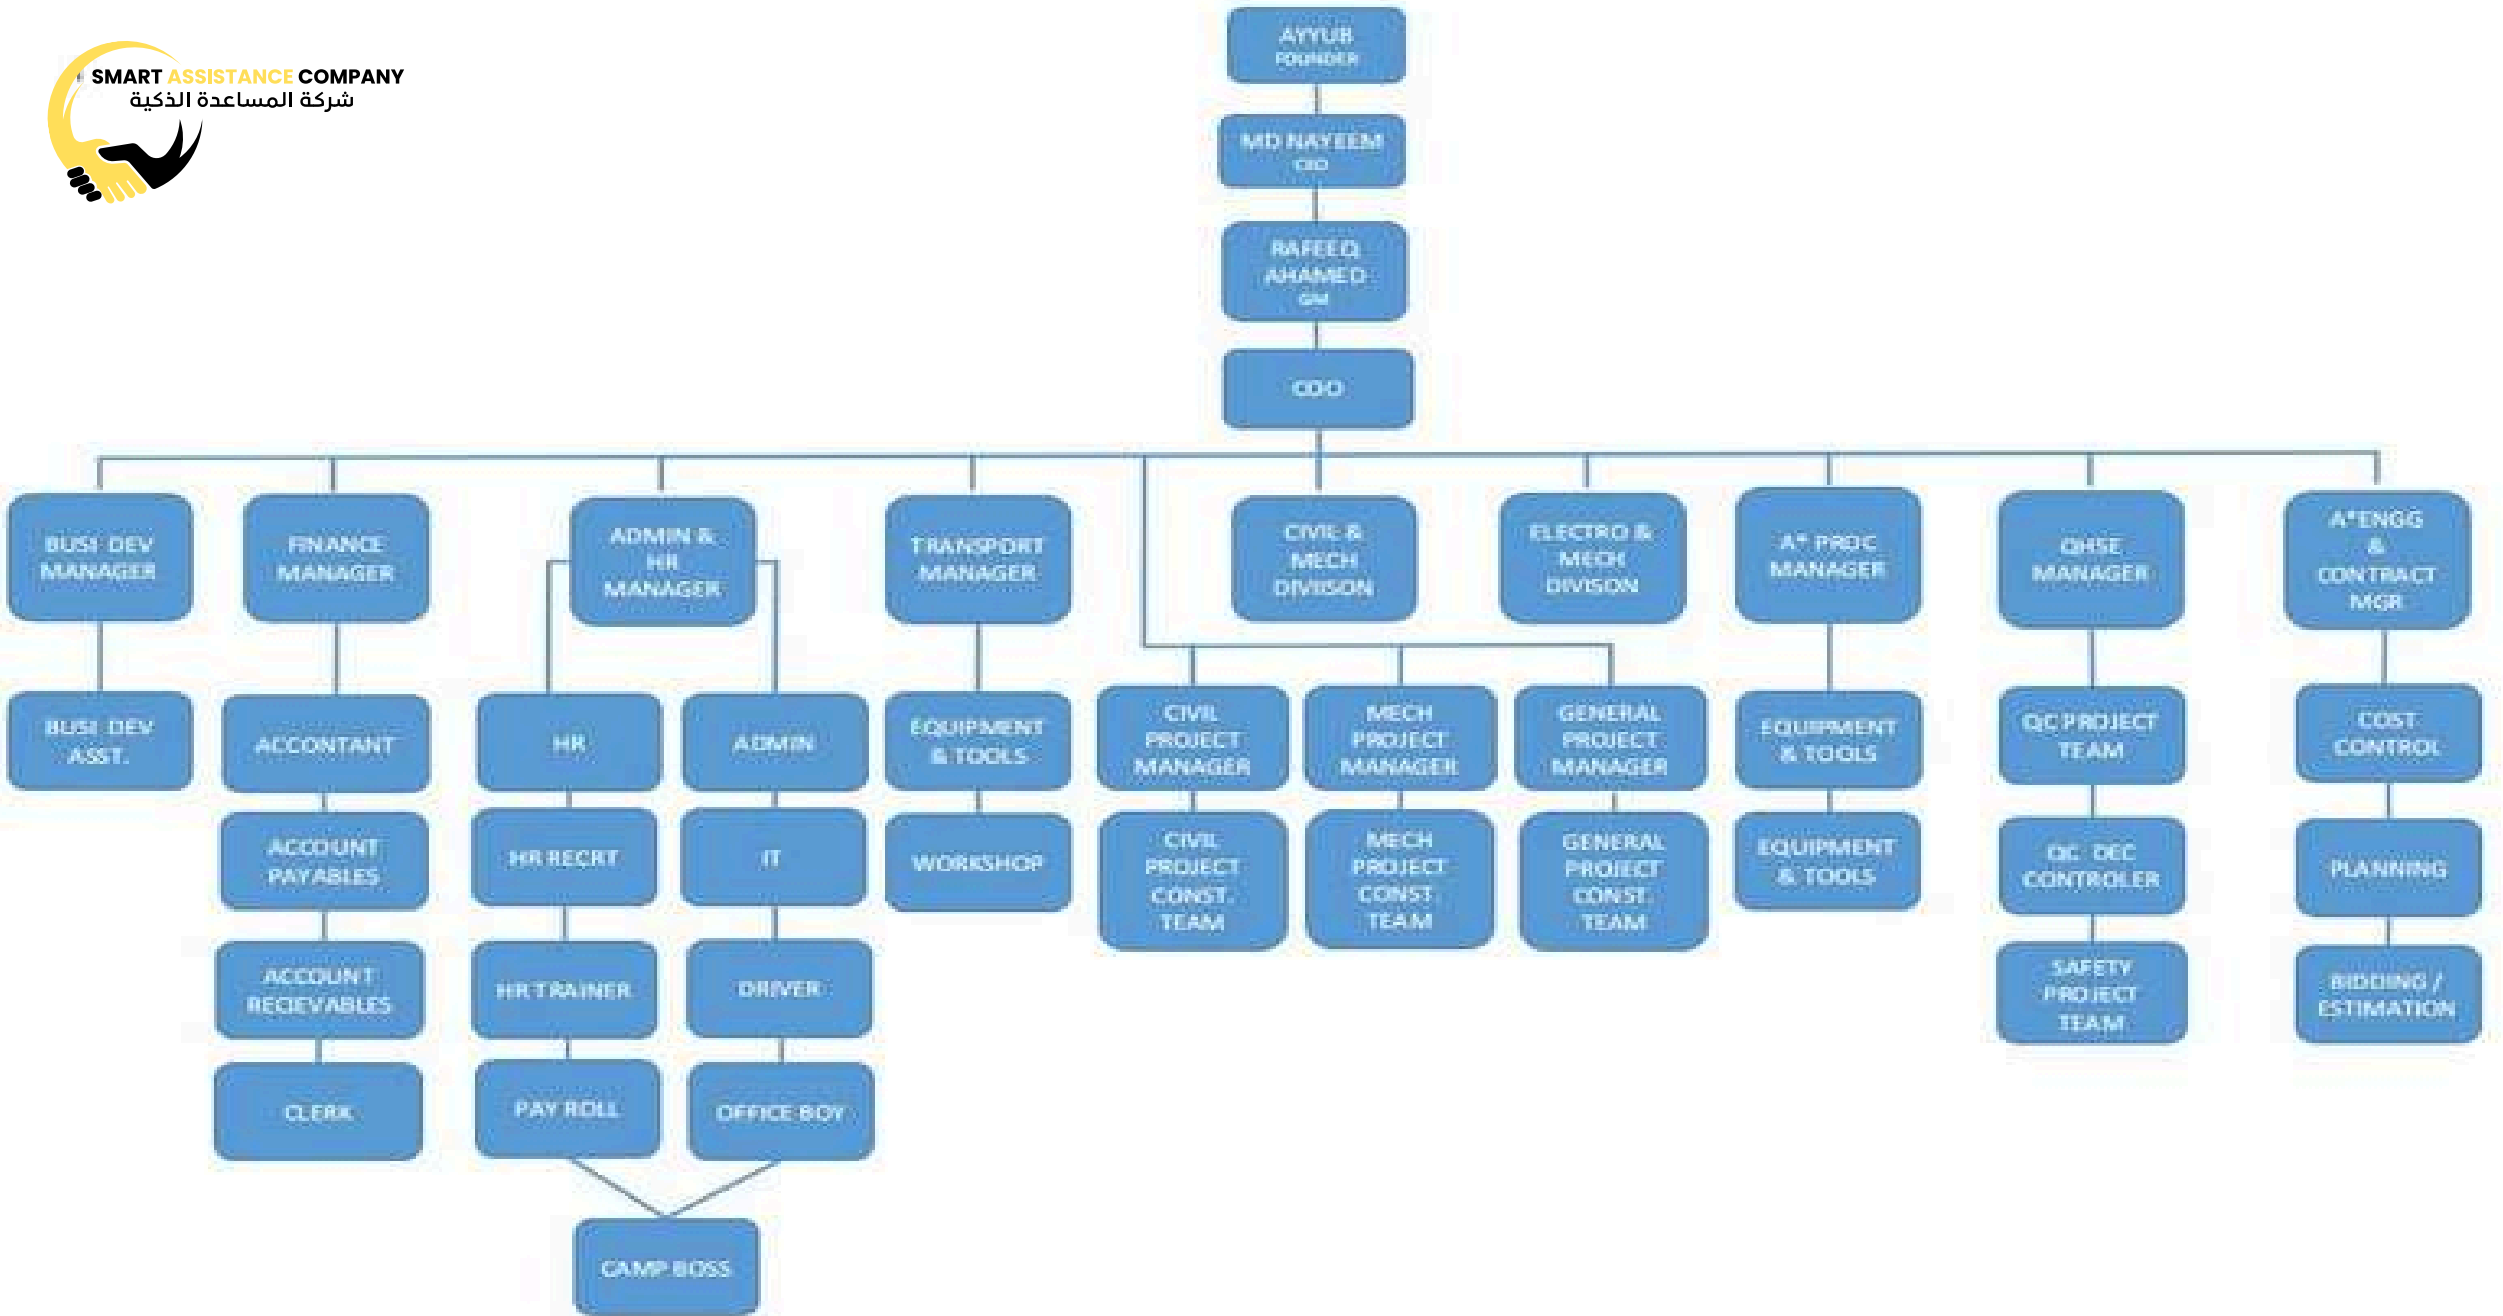 SMART ASSISTANCE COMPANY
شركة المساعدة الذكية
AYYUB
FOUNDER
MD NAYEEM
CEO
RAFEEQ
AHAMED
GM
COO
BUSI DEV
MANAGER
FINANCE
MANAGER
ADMIN &
HR
MANAGER
TRANSPORT
MANAGER
CIVIL &
MECH
DIVIISON
ELECTRO &
MECH
DIVISON
A* PROC
MANAGER
QHSE
MANAGER
A*ENGG
&
CONTRACT
MGR
BUSI DEV
ASST.
ACCONTANT
HR
ADMIN
EQUIPMENT
& TOOLS
CIVIL
PROJECT
MANAGER
MECH
PROJECT
MANAGER
GENERAL
PROJECT
MANAGER
EQUIPMENT
& TOOLS
QC PROJECT
TEAM
COST
CONTROL
ACCOUNT
PAYABLES
HR RECRT
IT
WORKSHOP
CIVIL
PROJECT
CONST.
TEAM
MECH
PROJECT
CONST.
TEAM
GENERAL
PROJECT
CONST.
TEAM
EQUIPMENT
& TOOLS
QC DEC
CONTROLER
PLANNING
ACCOUNT
RECIEVABLES
HR TRAINER
DRIVER
SAFETY
PROJECT
TEAM
BIDDING /
ESTIMATION
CLERK
PAY ROLL
OFFICE BOY
CAMP BOSS